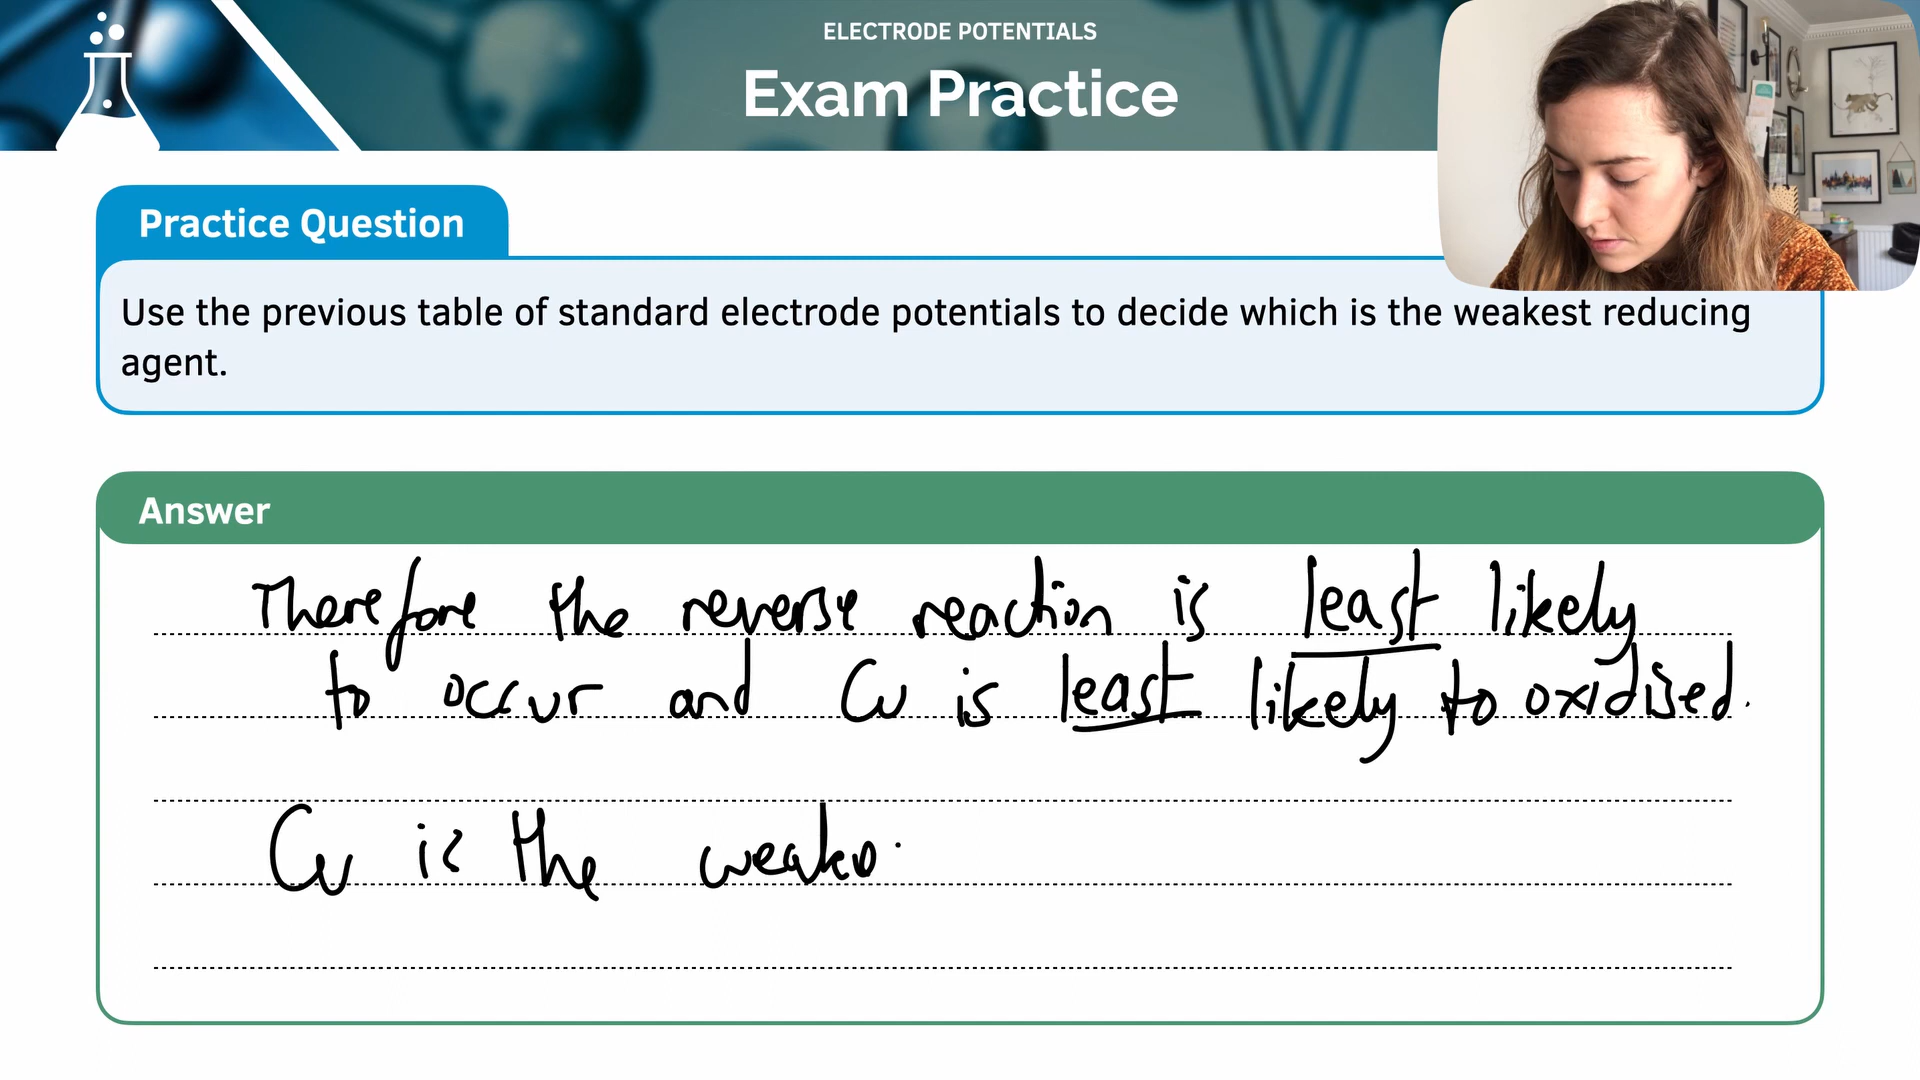 ELECTRODE POTENTIALS
Exam Practice
Practice Question
Use the previous table of standard electrode potentials to decide which is the weakest reducing
agent.
Answer
Therefore the reverse reaction is least likely
to occur and Cu is least likely to oxidised.
Cu is the weake